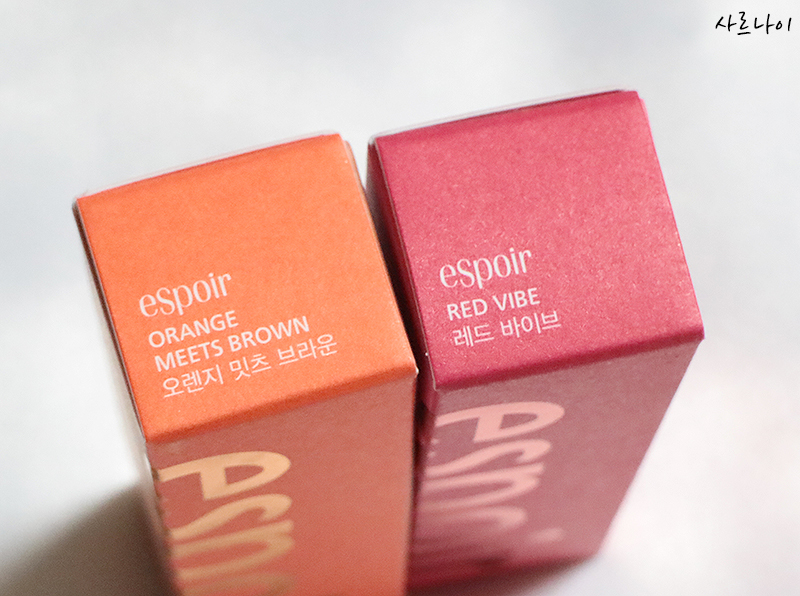 사르나이
espoir
ORANGE
MEETS BROWN
오렌지 밋츠 브라운
espoir
RED VIBE
레드 바이브